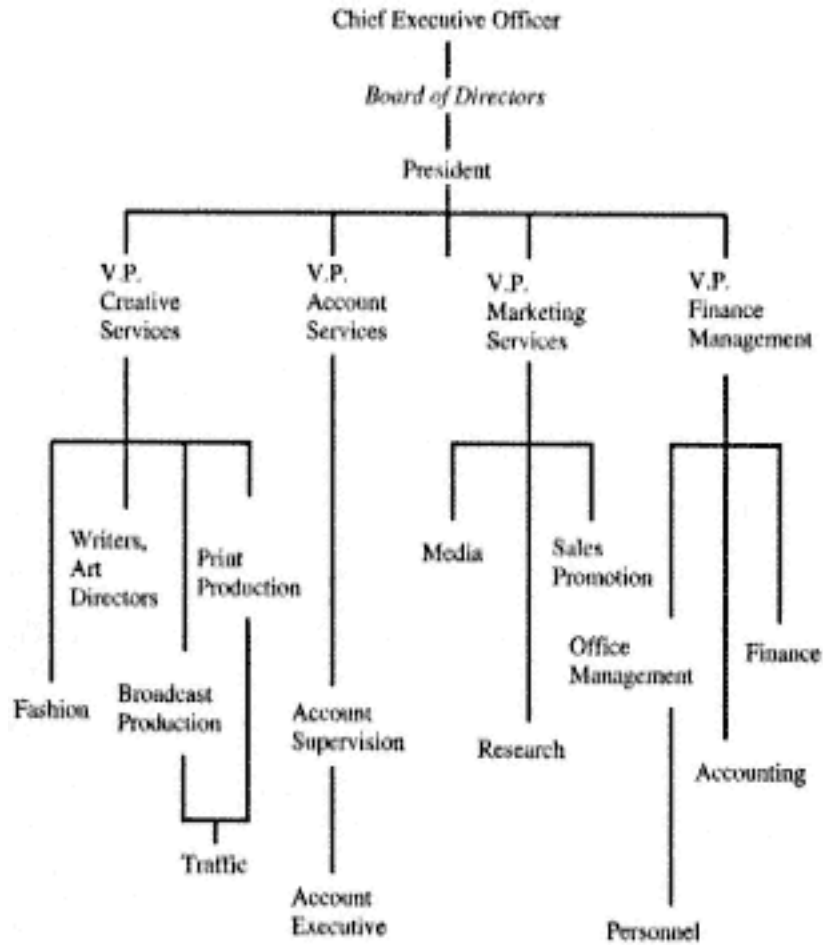 Chief Executive Officer
Board of Directors
President
V.P.
Creative
Services
V.P.
Account
Services
V.P.
Marketing
Services
V.P.
Finance
Management
Writers,
Art
Directors
Print
Production
Media
Sales
Promotion
Office
Management
Finance
Fashion
Broadcast
Production
Account
Supervision
Research
Accounting
Traffic
Account
Executive
Personnel